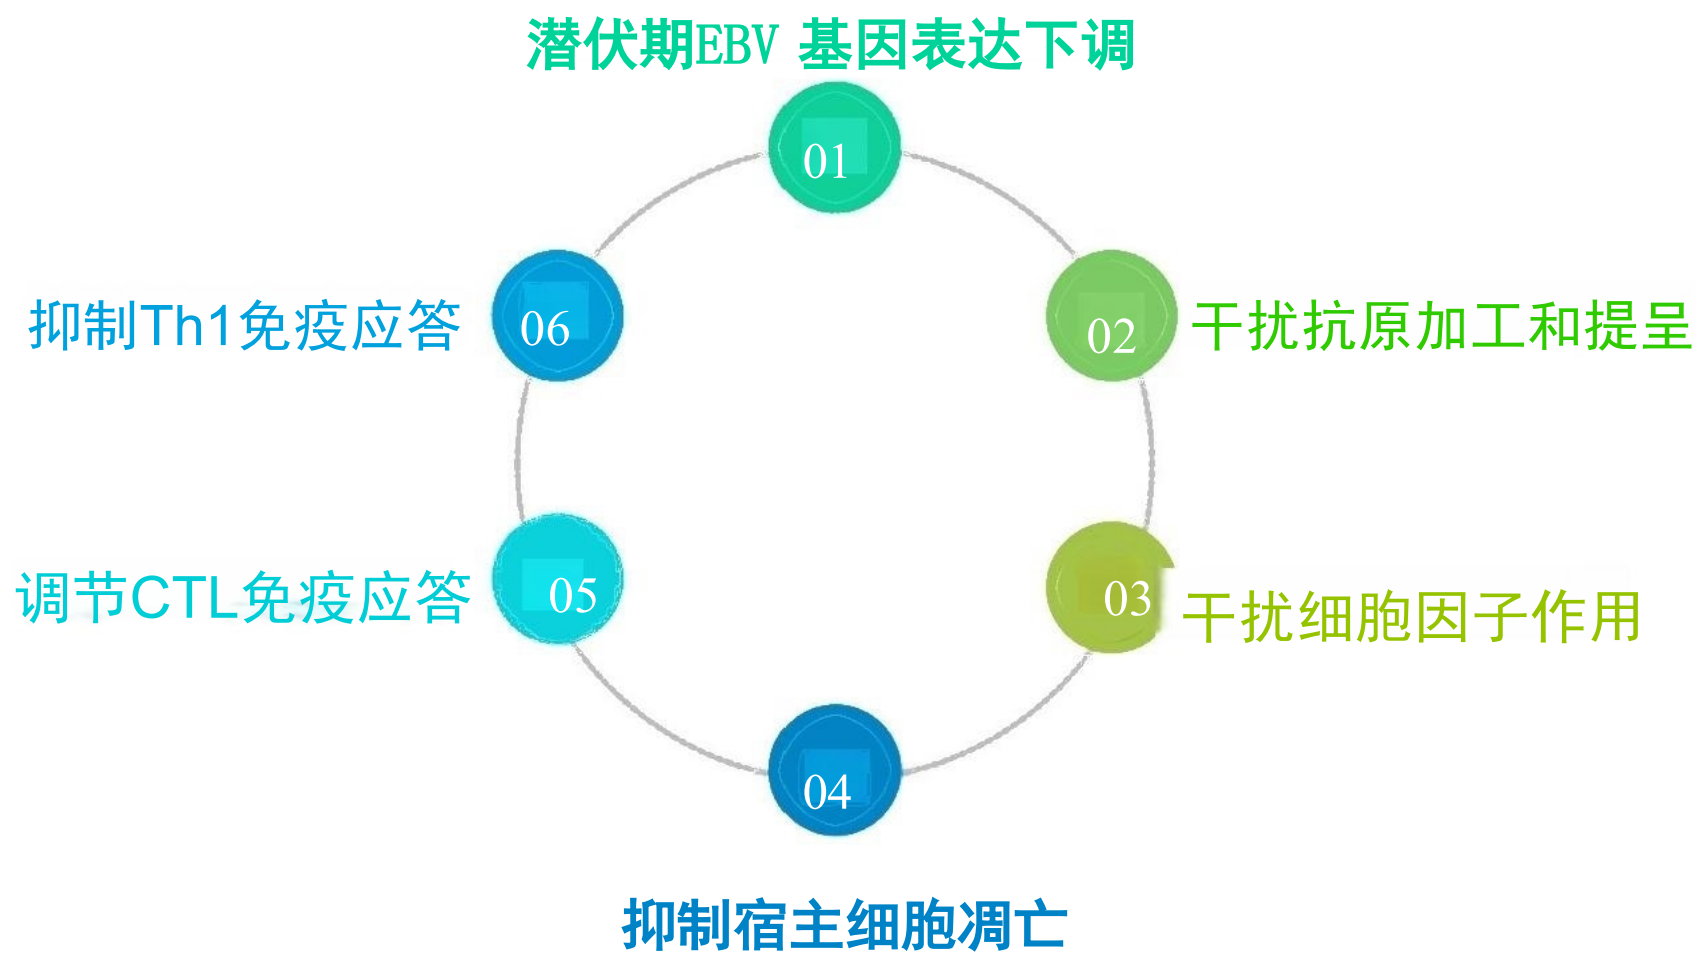 潜伏期EBV 基因表达下调
01
02
干扰抗原加工和提呈
03
干扰细胞因子作用
04
抑制宿主细胞凋亡
05
调节CTL免疫应答
06
抑制Th1免疫应答